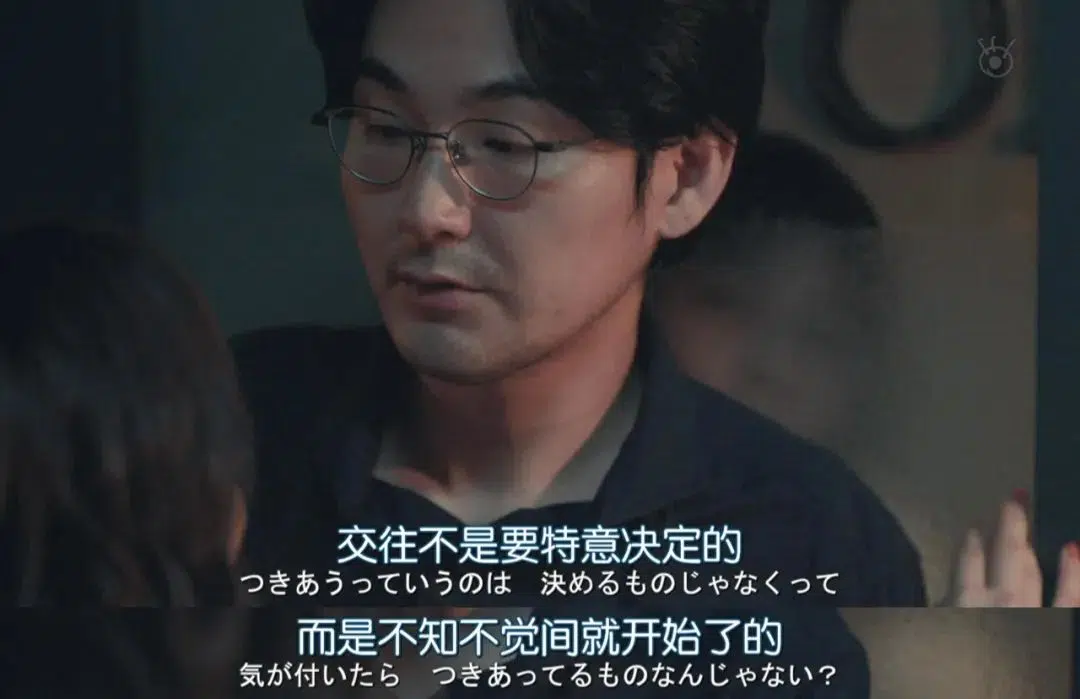 交往不是要特意决定的
つきあうっていうのは　決めるものじゃなくって
而是不知不觉间就开始了的
気が付いたら　つきあってるものなんじゃない？